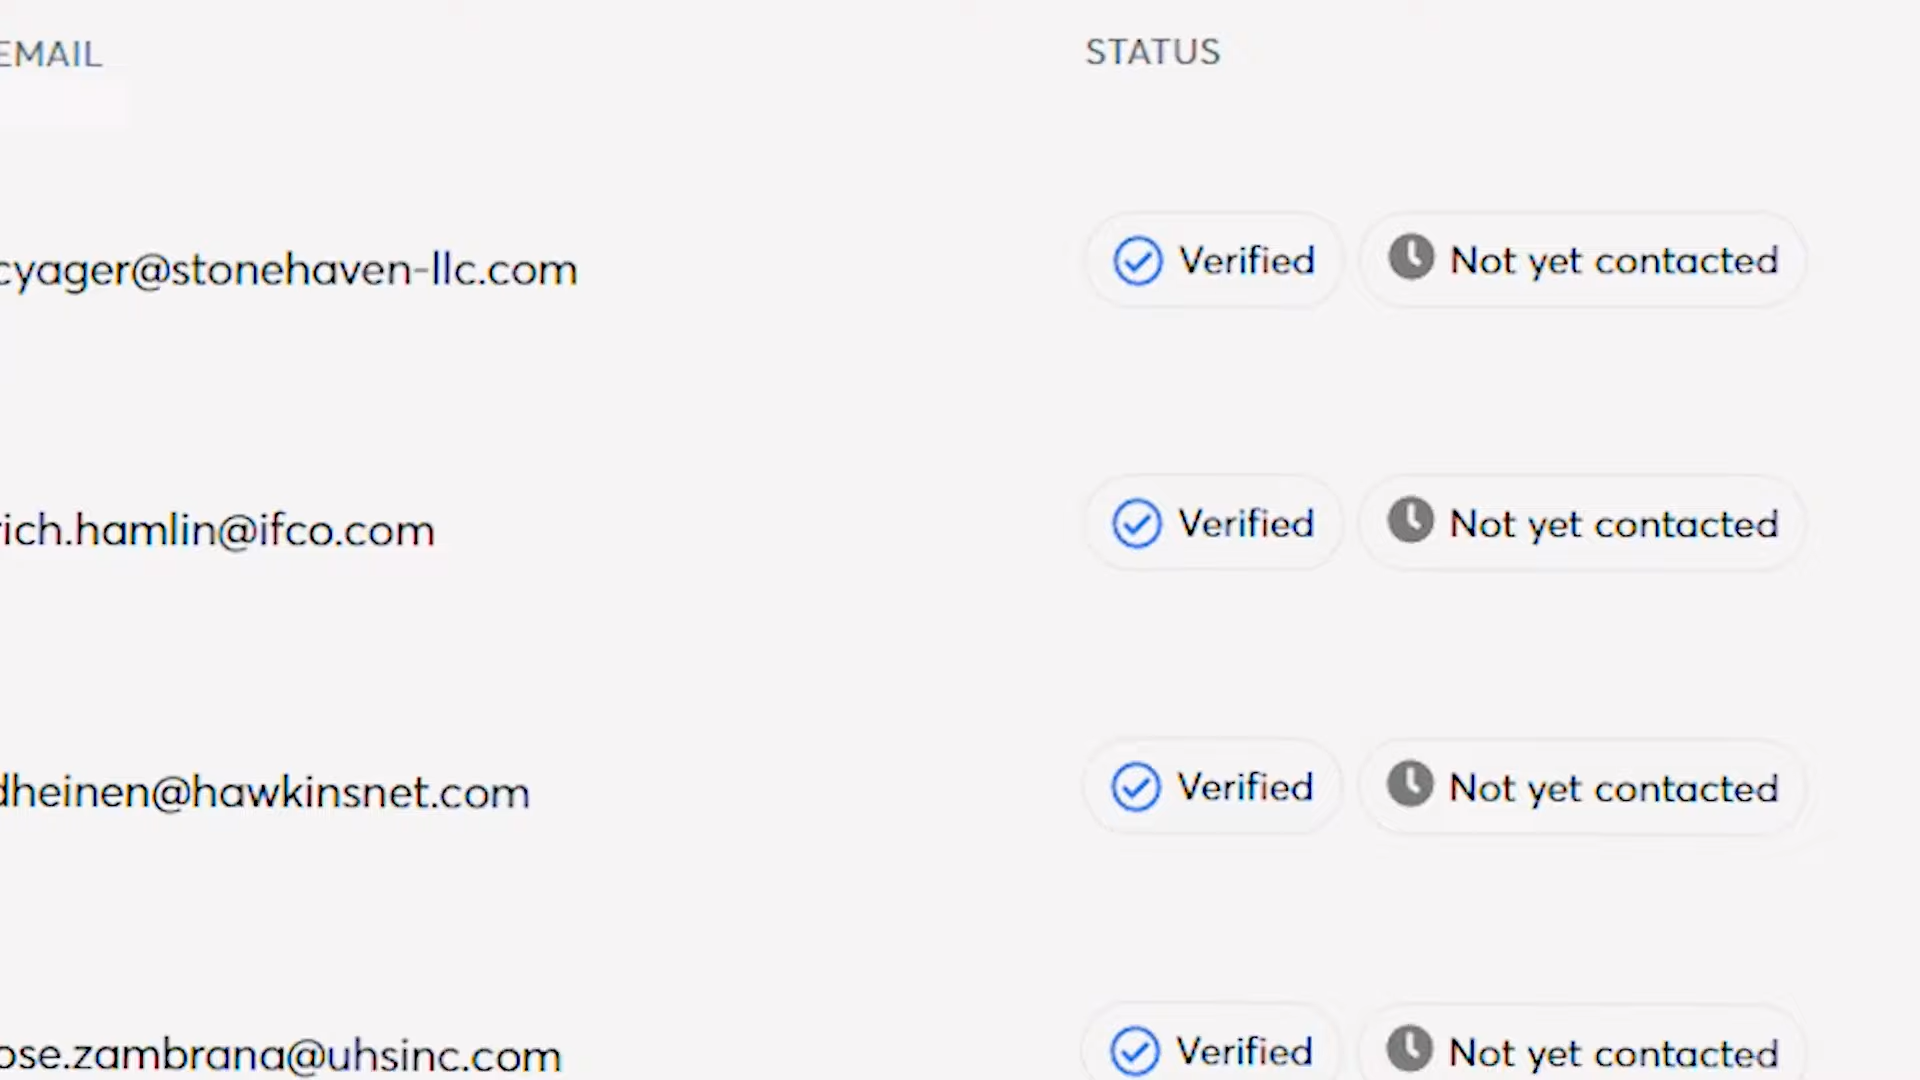 EMAIL STATUS
cyager@stonehaven-llc.com Verified Not yet contacted
rich.hamlin@ifco.com Verified Not yet contacted
dheinen@hawkinsnet.com Verified Not yet contacted
ose.zambrana@uhsinc.com Verified Not yet contacted